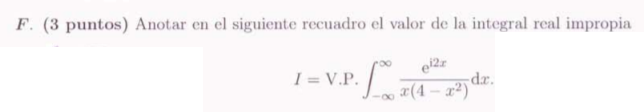 F. (3 puntos) Anotar en el siguiente recuadro el valor de la integral real impropia
I = V.P. ∫_{-∞}^{∞} e^{i2x} / x(4 − x²) dx.